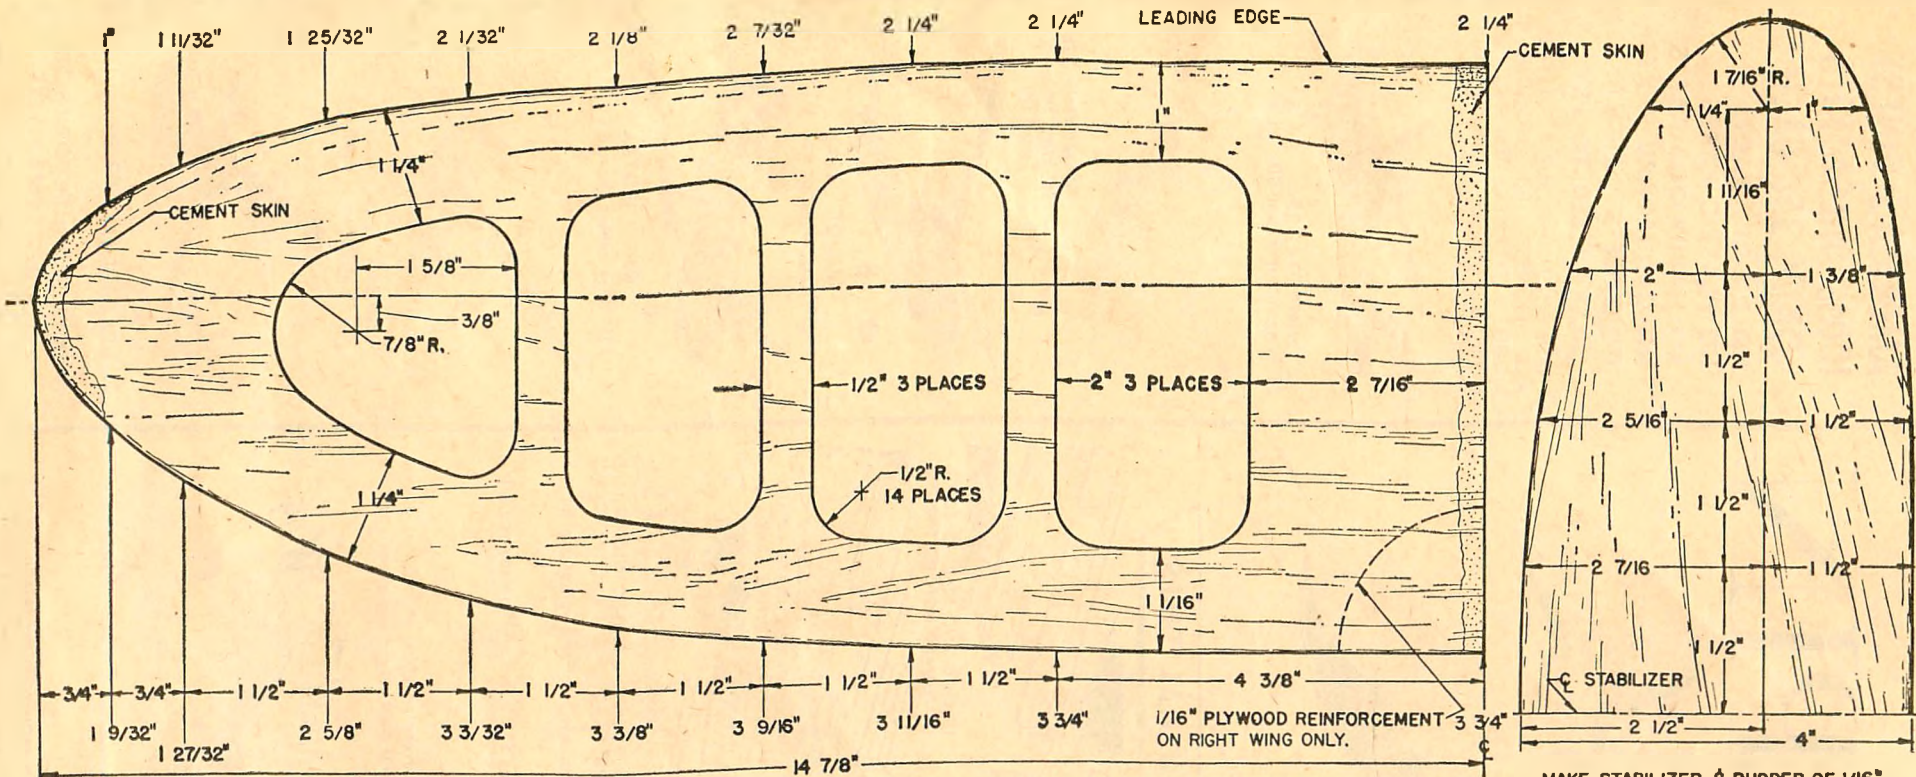 1" 1 11/32" 1 25/32" 2 1/32" 2 1/8" 2 7/32" 2 1/4" 2 1/4" LEADING EDGE 2 1/4"
CEMENT SKIN
1"
1 1/4"
CEMENT SKIN
1 5/8"
3/8"
7/8" R.
1/2" 3 PLACES
2" 3 PLACES
2 7/16"
1/2" R.
14 PLACES
1 1/4"
1 1/16"
3/4" 3/4" 1 1/2" 1 1/2" 1 1/2" 1 1/2" 1 1/2" 1 1/2" 4 3/8"
1 9/32" 1 27/32" 2 5/8" 3 3/32" 3 3/8" 3 9/16" 3 11/16" 3 3/4" 3 3/4"
1/16" PLYWOOD REINFORCEMENT
ON RIGHT WING ONLY.
℄
14 7/8"
1 7/16" R.
1 1/4" 1"
1 11/16"
2" 1 3/8"
1 1/2"
2 5/16" 1 1/2"
1 1/2"
2 7/16 1 1/2"
1 1/2"
℄ STABILIZER
2 1/2"
4"
MAKE STABILIZER & RUDDER OF 1/16"